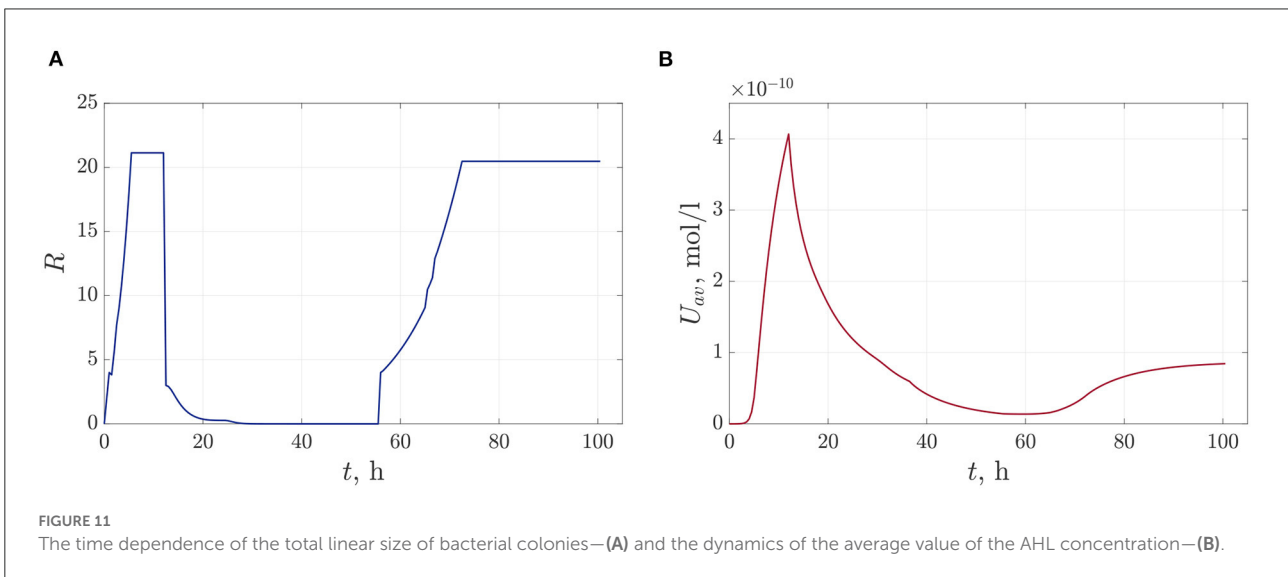 A
25
20
15
10
5
0
R
0 20 40 60 80 100
t, h
B
×10⁻¹⁰
4
3
2
1
0
U_{av}, mol/l
0 20 40 60 80 100
t, h
FIGURE 11
The time dependence of the total linear size of bacterial colonies—(A) and the dynamics of the average value of the AHL concentration—(B).